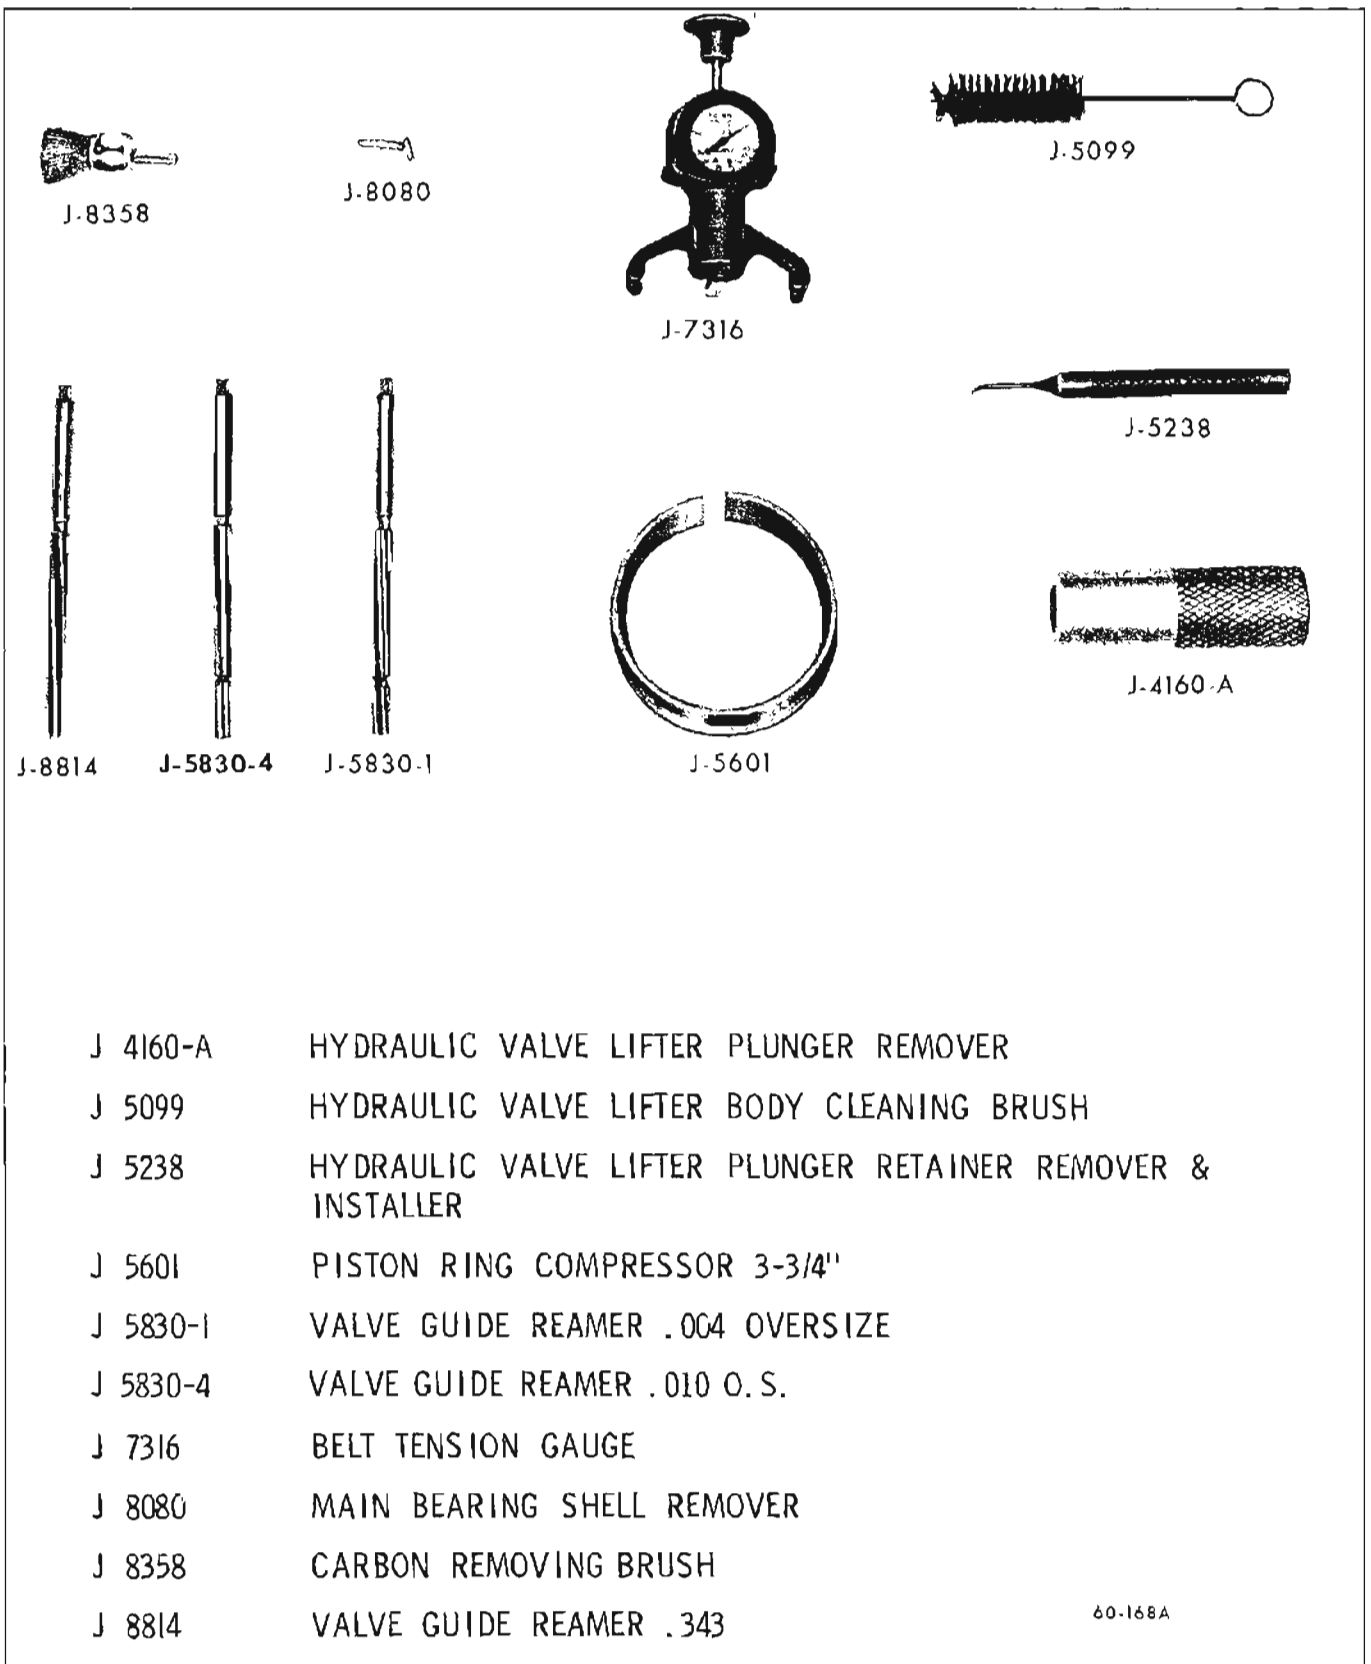 J-8358
J-8080
J-7316
J-5099
J-5238
J-4160-A
J-8814
J-5830-4
J-5830-1
J-5601
J 4160-A HYDRAULIC VALVE LIFTER PLUNGER REMOVER
J 5099 HYDRAULIC VALVE LIFTER BODY CLEANING BRUSH
J 5238 HYDRAULIC VALVE LIFTER PLUNGER RETAINER REMOVER &
INSTALLER
J 5601 PISTON RING COMPRESSOR 3-3/4"
J 5830-1 VALVE GUIDE REAMER .004 OVERSIZE
J 5830-4 VALVE GUIDE REAMER .010 O.S.
J 7316 BELT TENSION GAUGE
J 8080 MAIN BEARING SHELL REMOVER
J 8358 CARBON REMOVING BRUSH
J 8814 VALVE GUIDE REAMER .343
60-168A